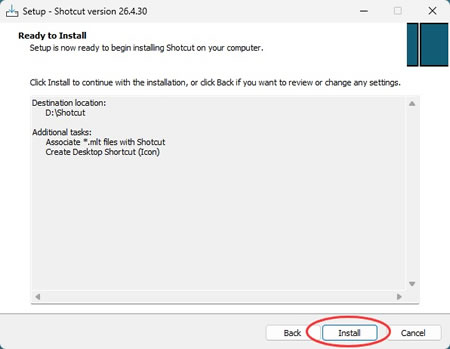 Setup - Shotcut version 26.4.30
Ready to Install
Setup is now ready to begin installing Shotcut on your computer.
Click Install to continue with the installation, or click Back if you want to review or change any settings.
Destination location:
D:\Shotcut
Additional tasks:
Associate *.mlt files with Shotcut
Create Desktop Shortcut (Icon)
Back
Install
Cancel